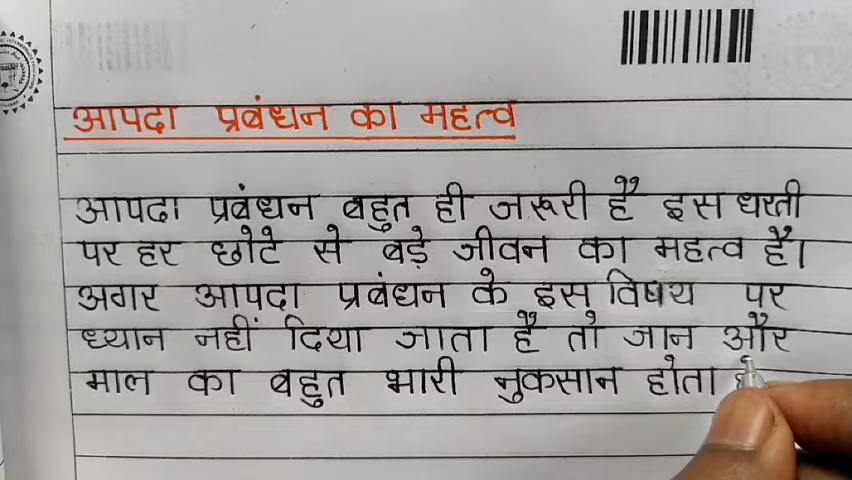 आपदा प्रबंधन का महत्व
आपदा प्रबंधन बहुत ही जरूरी है इस धरती
पर हर छोटे से बड़े जीवन का महत्व है।
अगर आपदा प्रबंधन के इस विषय पर
ध्यान नहीं दिया जाता है तो जान और
माल का बहुत भारी नुकसान होता